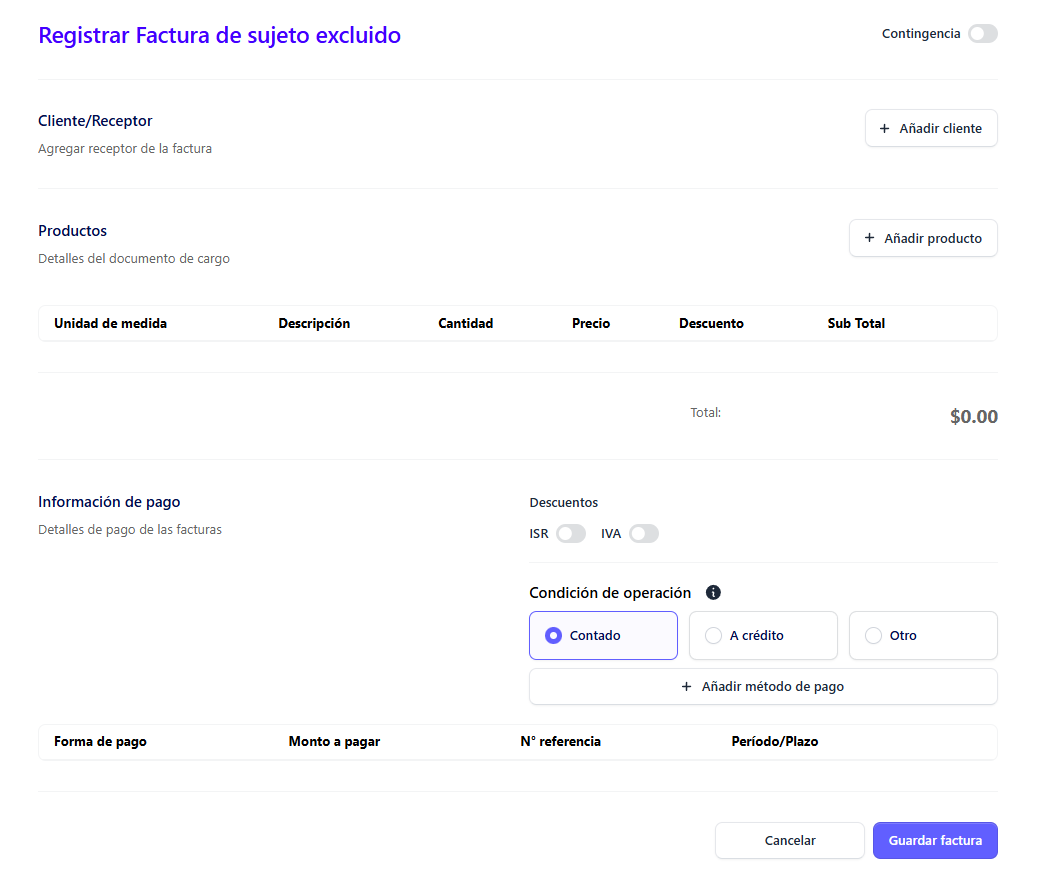 Registrar Factura de sujeto excluido
Contingencia
Cliente/Receptor
Agregar receptor de la factura
+ Añadir cliente
Productos
Detalles del documento de cargo
+ Añadir producto
Unidad de medida Descripción Cantidad Precio Descuento Sub Total
Total: $0.00
Información de pago
Detalles de pago de las facturas
Descuentos
ISR IVA
Condición de operación
Contado A crédito Otro
+ Añadir método de pago
Forma de pago Monto a pagar N° referencia Período/Plazo
Cancelar Guardar factura